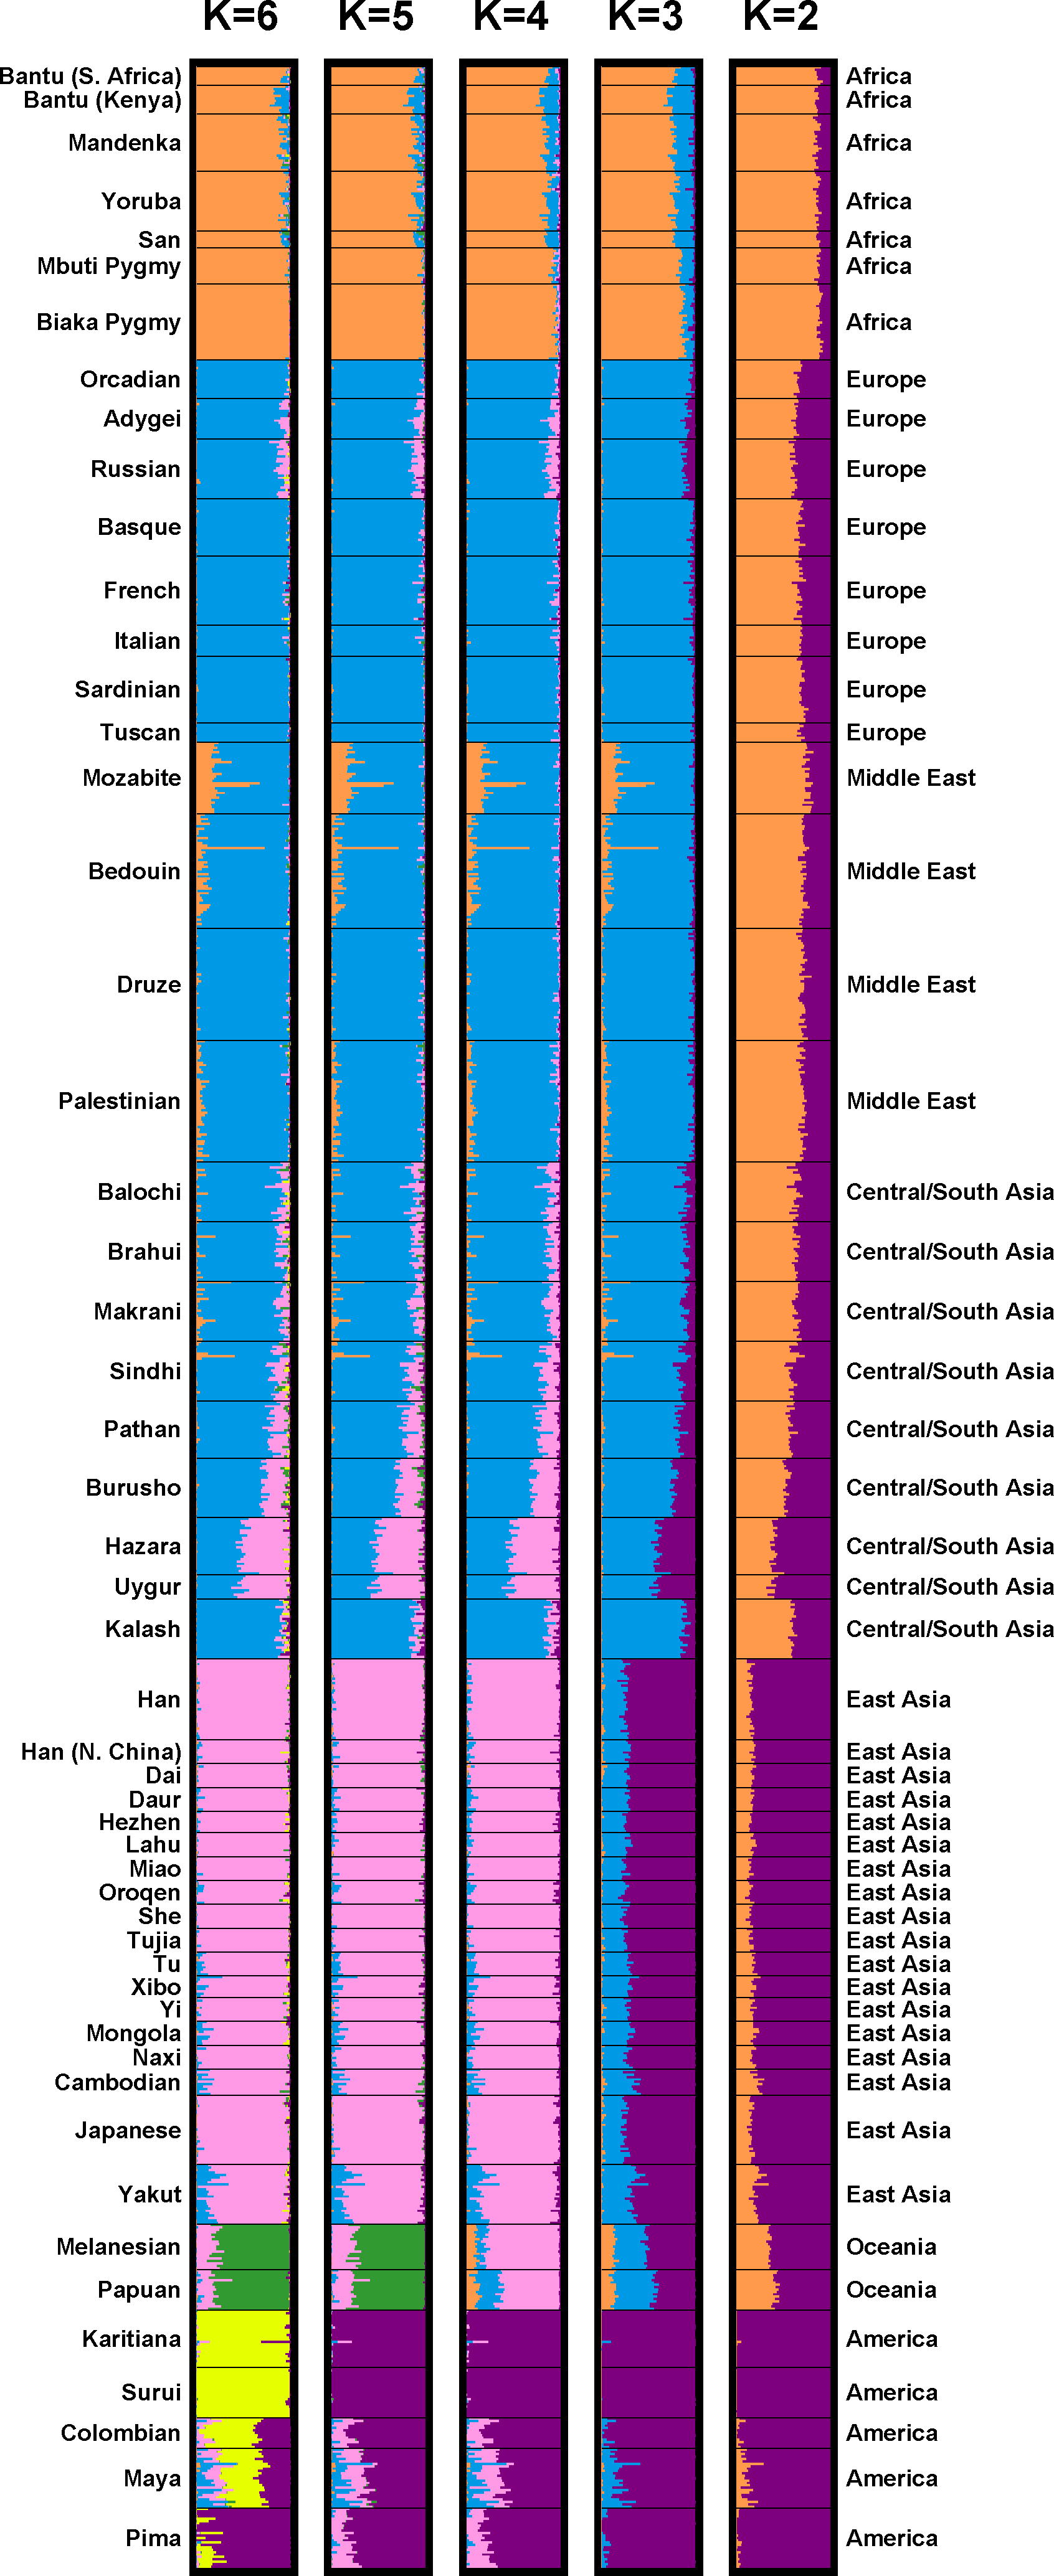 K=6 K=5 K=4 K=3 K=2
Bantu (S. Africa) Africa
Bantu (Kenya) Africa
Mandenka Africa
Yoruba Africa
San Africa
Mbuti Pygmy Africa
Biaka Pygmy Africa
Orcadian Europe
Adygei Europe
Russian Europe
Basque Europe
French Europe
Italian Europe
Sardinian Europe
Tuscan Europe
Mozabite Middle East
Bedouin Middle East
Druze Middle East
Palestinian Middle East
Balochi Central/South Asia
Brahui Central/South Asia
Makrani Central/South Asia
Sindhi Central/South Asia
Pathan Central/South Asia
Burusho Central/South Asia
Hazara Central/South Asia
Uygur Central/South Asia
Kalash Central/South Asia
Han East Asia
Han (N. China) East Asia
Dai East Asia
Daur East Asia
Hezhen East Asia
Lahu East Asia
Miao East Asia
Oroqen East Asia
She East Asia
Tujia East Asia
Tu East Asia
Xibo East Asia
Yi East Asia
Mongola East Asia
Naxi East Asia
Cambodian East Asia
Japanese East Asia
Yakut East Asia
Melanesian Oceania
Papuan Oceania
Karitiana America
Surui America
Colombian America
Maya America
Pima America